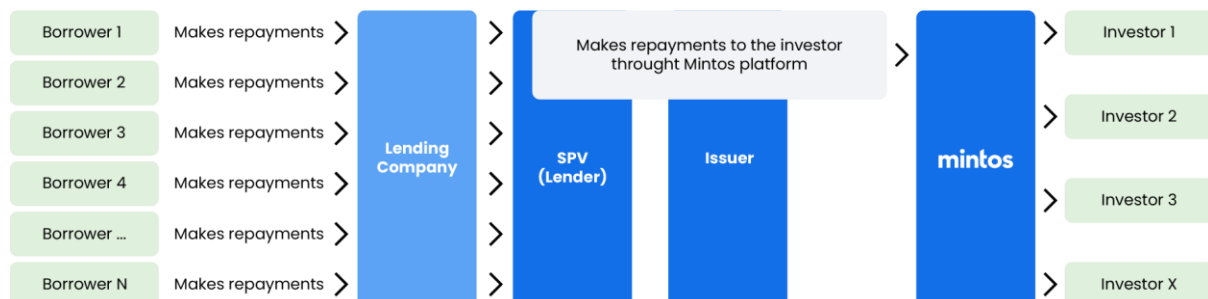 Borrower 1
Makes repayments
Borrower 2
Makes repayments
Borrower 3
Makes repayments
Borrower 4
Makes repayments
Borrower ...
Makes repayments
Borrower N
Makes repayments
Lending
Company
SPV
(Lender)
Issuer
Makes repayments to the investor
throught Mintos platform
mintos
Investor 1
Investor 2
Investor 3
Investor X